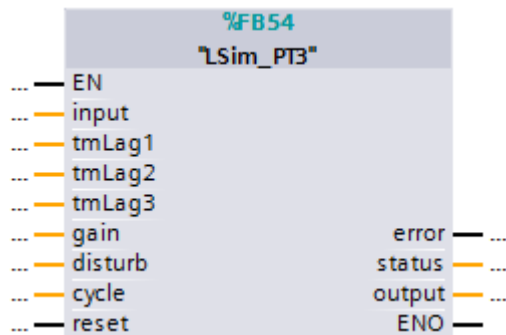 %FB54
"LSim_PT3"
... EN
... input
... tmLag1
... tmLag2
... tmLag3
... gain error ...
... disturb status ...
... cycle output ...
... reset ENO